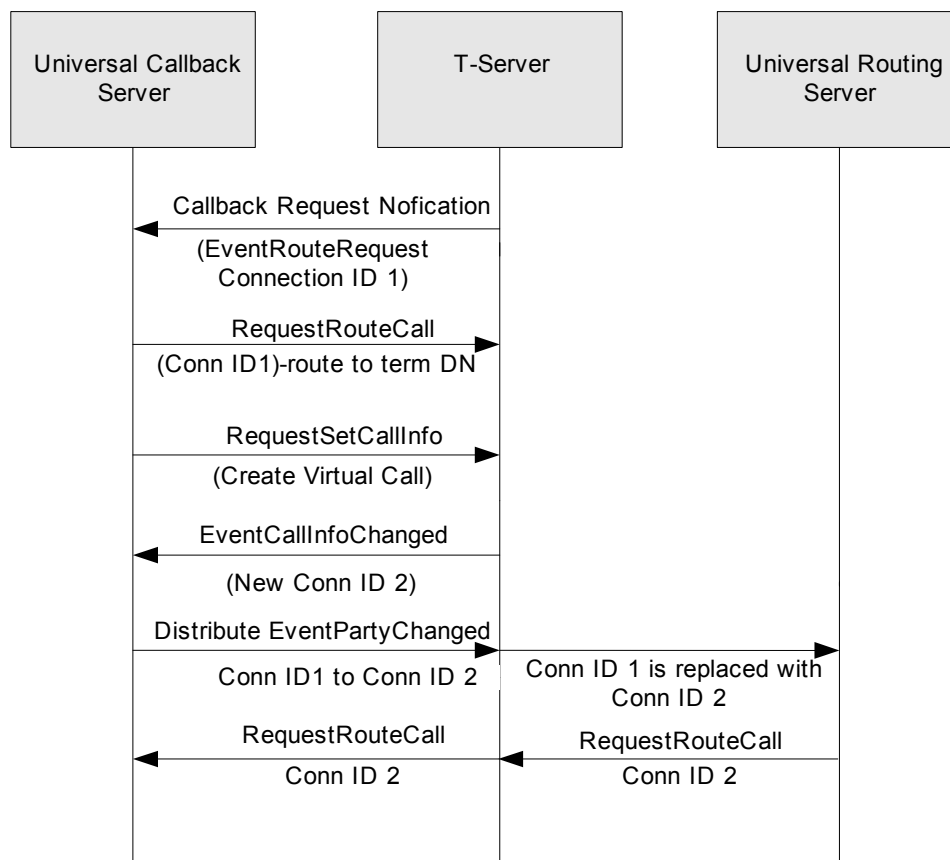 Universal Callback
Server
T-Server
Universal Routing
Server
Callback Request Nofication
(EventRouteRequest
Connection ID 1)
RequestRouteCall
(Conn ID1)-route to term DN
RequestSetCallInfo
(Create Virtual Call)
EventCallInfoChanged
(New Conn ID 2)
Distribute EventPartyChanged
Conn ID1 to Conn ID 2
Conn ID 1 is replaced with
Conn ID 2
RequestRouteCall
Conn ID 2
RequestRouteCall
Conn ID 2